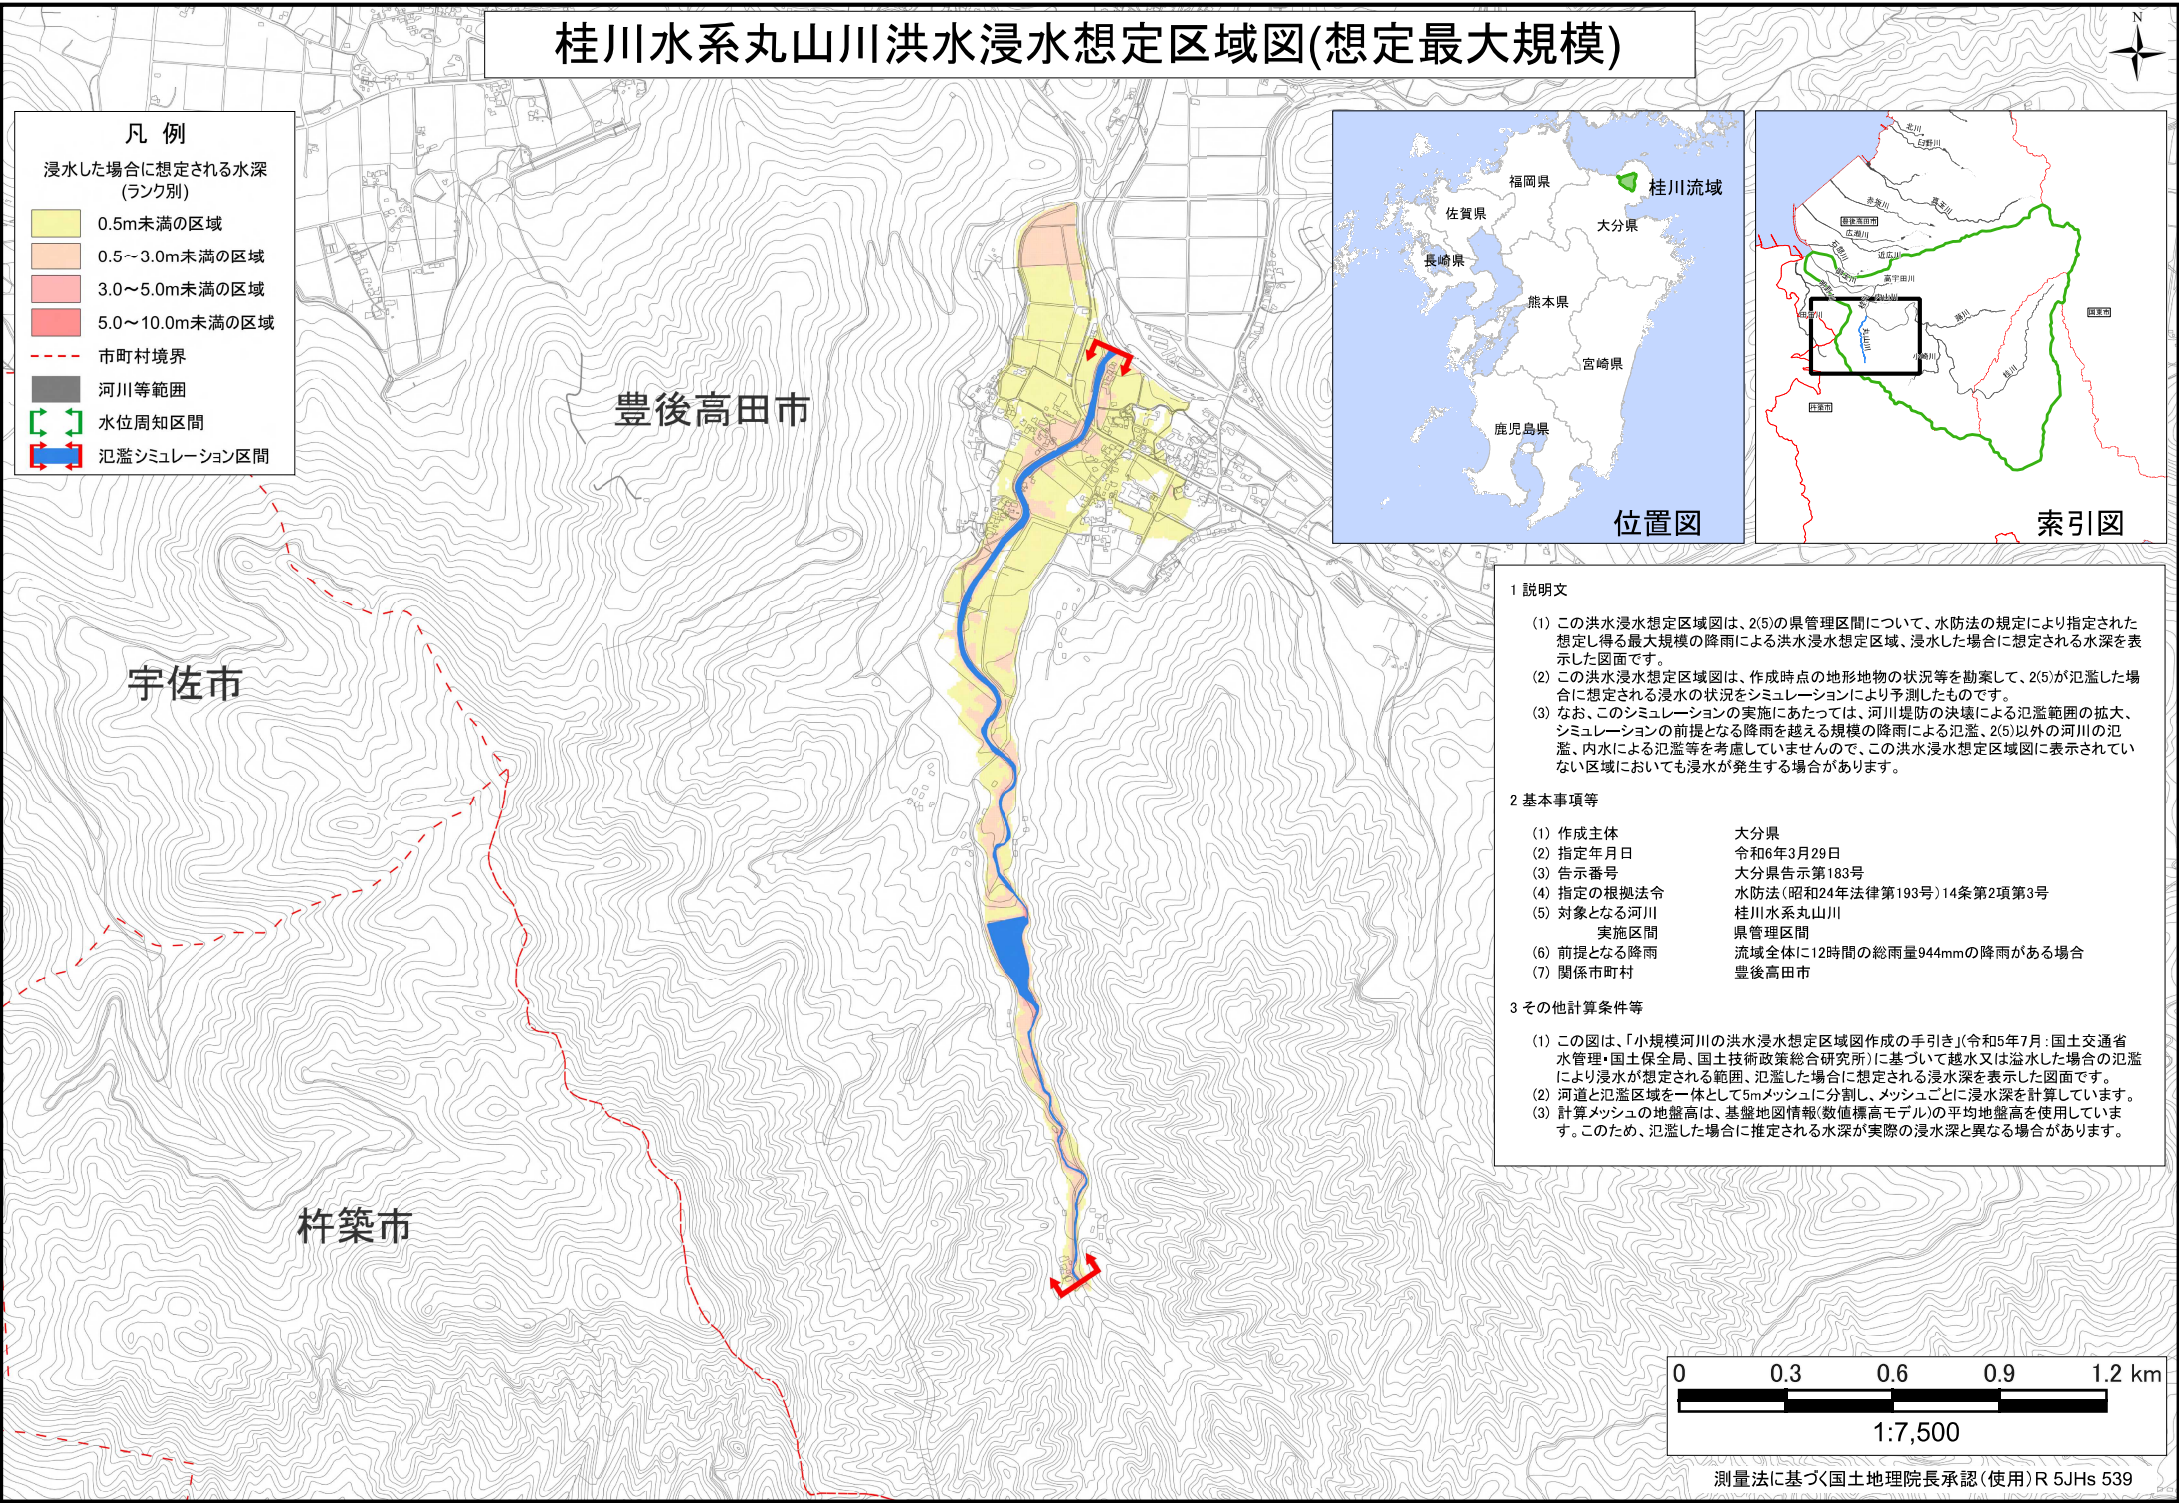 桂川水系丸山川洪水浸水想定区域図(想定最大規模)
N
凡 例
浸水した場合に想定される水深
(ランク別)
0.5m未満の区域
0.5~3.0m未満の区域
3.0~5.0m未満の区域
5.0~10.0m未満の区域
市町村境界
河川等範囲
水位周知区間
氾濫シミュレーション区間
豊後高田市
宇佐市
杵築市
福岡県
桂川流域
佐賀県
大分県
長崎県
熊本県
宮崎県
鹿児島県
位置図
北川
臼野川
赤坂川
真玉川
豊後高田市
広瀬川
近広川
高宇田川
田笛川
丸山川
蕗川
小崎川
桂川
国東市
杵築市
索引図
1 説明文
(1) この洪水浸水想定区域図は、2(5)の県管理区間について、水防法の規定により指定された
想定し得る最大規模の降雨による洪水浸水想定区域、浸水した場合に想定される水深を表
示した図面です。
(2) この洪水浸水想定区域図は、作成時点の地形地物の状況等を勘案して、2(5)が氾濫した場
合に想定される浸水の状況をシミュレーションにより予測したものです。
(3) なお、このシミュレーションの実施にあたっては、河川堤防の決壊による氾濫範囲の拡大、
シミュレーションの前提となる降雨を越える規模の降雨による氾濫、2(5)以外の河川の氾
濫、内水による氾濫等を考慮していませんので、この洪水浸水想定区域図に表示されてい
ない区域においても浸水が発生する場合があります。
2 基本事項等
(1) 作成主体 大分県
(2) 指定年月日 令和6年3月29日
(3) 告示番号 大分県告示第183号
(4) 指定の根拠法令 水防法(昭和24年法律第193号)14条第2項第3号
(5) 対象となる河川 桂川水系丸山川
実施区間 県管理区間
(6) 前提となる降雨 流域全体に12時間の総雨量944mmの降雨がある場合
(7) 関係市町村 豊後高田市
3 その他計算条件等
(1) この図は、「小規模河川の洪水浸水想定区域図作成の手引き」(令和5年7月:国土交通省
水管理・国土保全局、国土技術政策総合研究所)に基づいて越水又は溢水した場合の氾濫
により浸水が想定される範囲、氾濫した場合に想定される浸水深を表示した図面です。
(2) 河道と氾濫区域を一体として5mメッシュに分割し、メッシュごとに浸水深を計算しています。
(3) 計算メッシュの地盤高は、基盤地図情報(数値標高モデル)の平均地盤高を使用していま
す。このため、氾濫した場合に推定される水深が実際の浸水深と異なる場合があります。
0 0.3 0.6 0.9 1.2 km
1:7,500
測量法に基づく国土地理院長承認(使用)R 5JHs 539